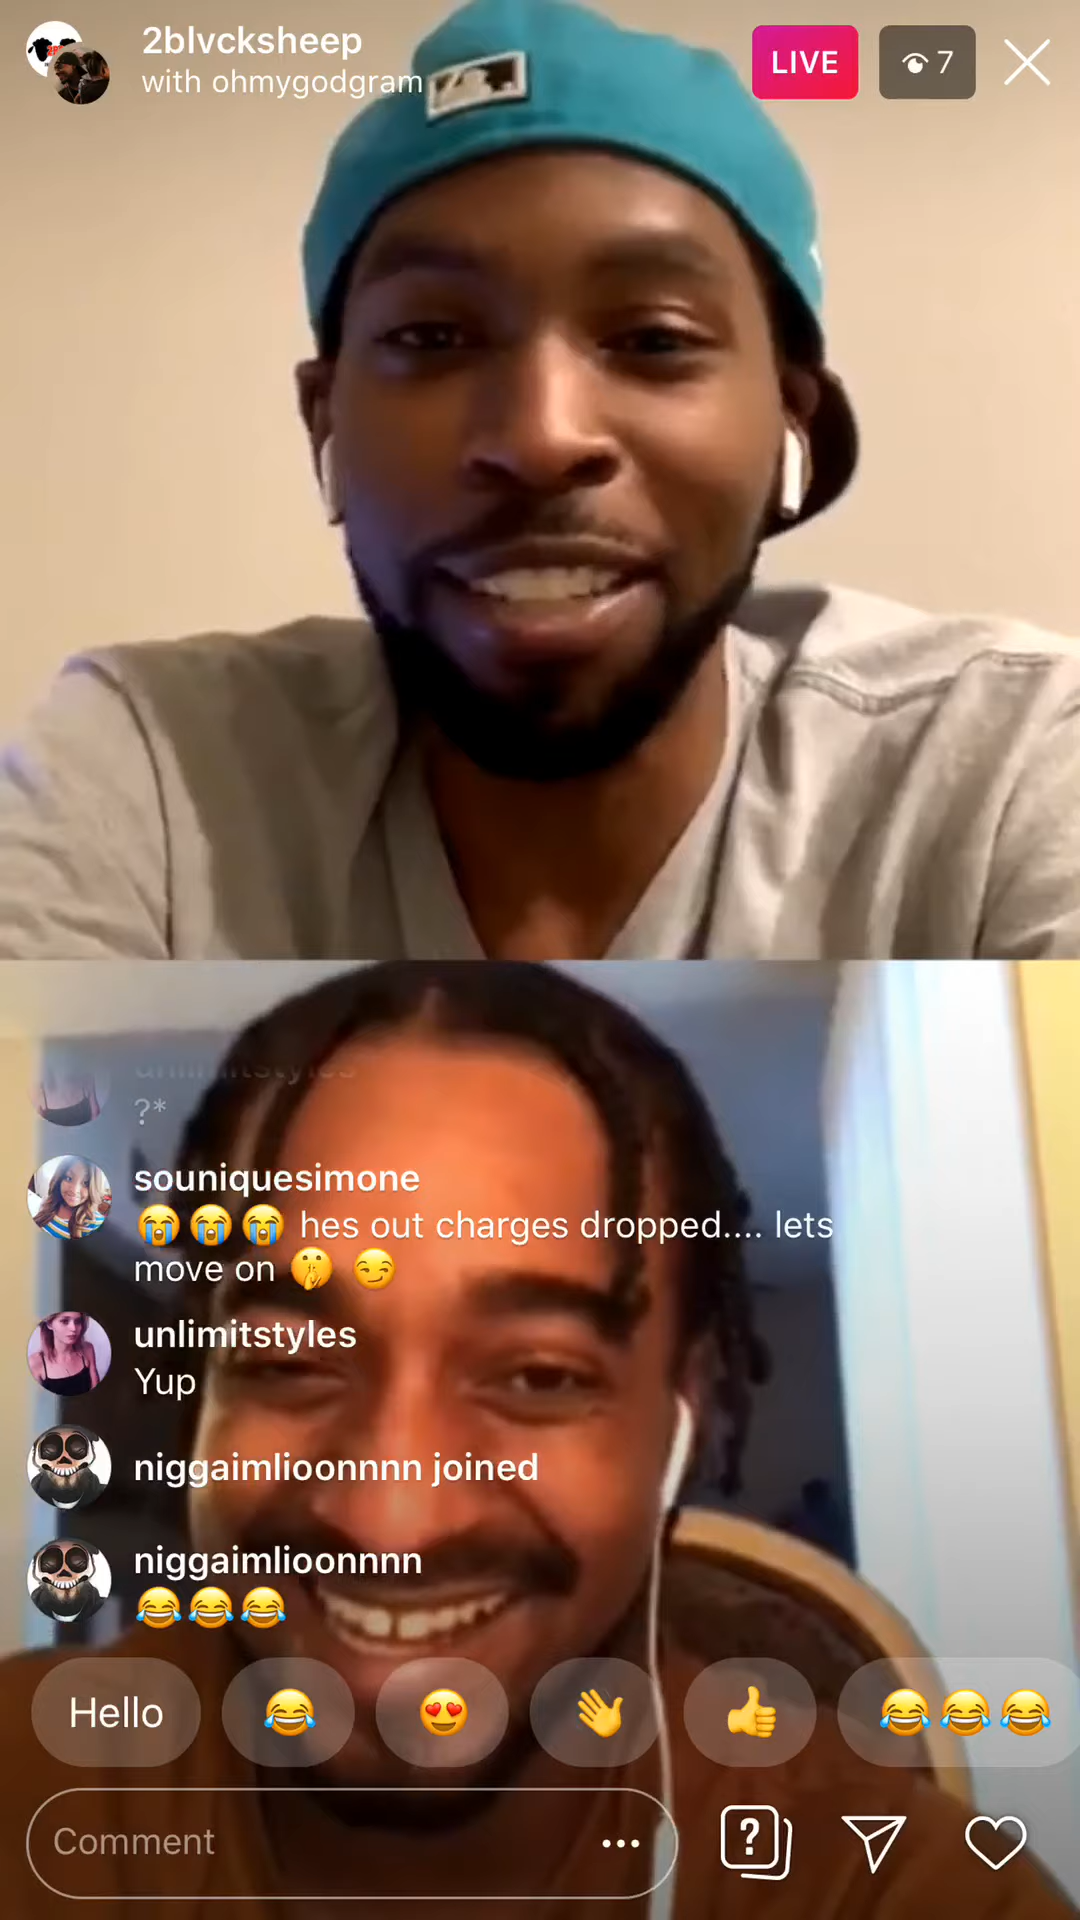 2blvcksheep
with ohmygodgram
LIVE
7
unlimitstyles
?*
souniquesimone
😭😭😭 hes out charges dropped.... lets
move on 🤫 😏
unlimitstyles
Yup
niggaimlioonnnn joined
niggaimlioonnnn
😂😂😂
Hello
😂
😍
👋
👍
😂😂😂
Comment
?